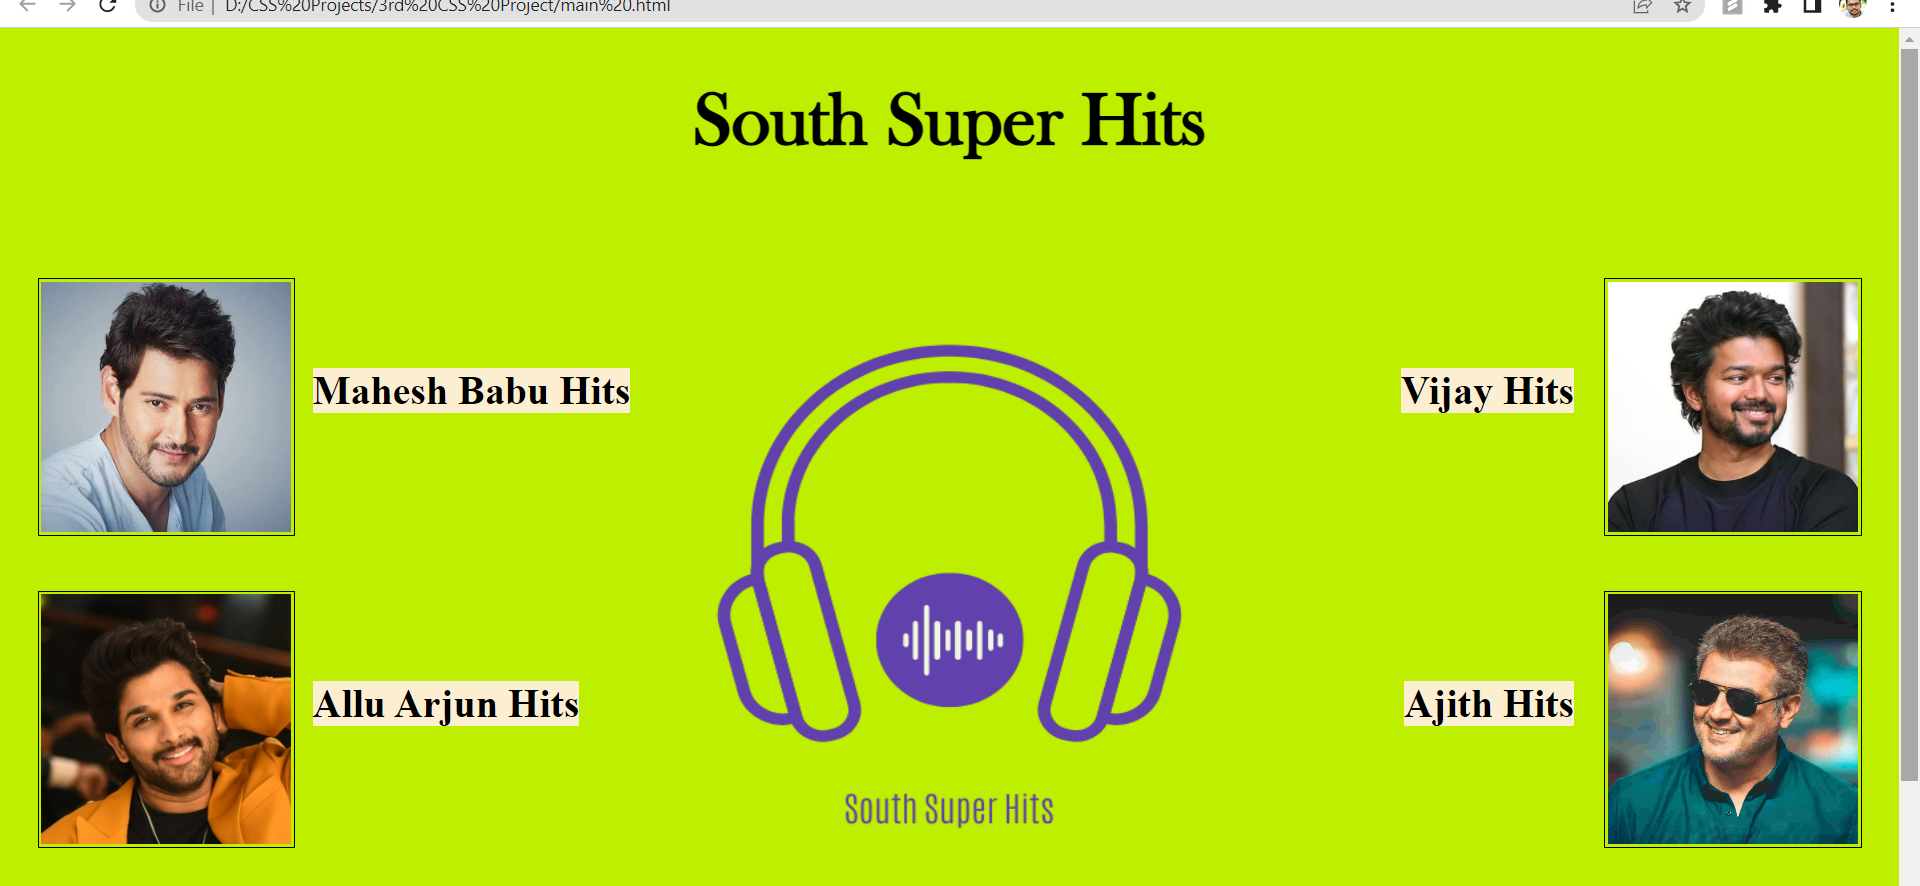 File | D:/CSS%20Projects/3rd%20CSS%20Project/main%20.html
South Super Hits
Mahesh Babu Hits
Vijay Hits
Allu Arjun Hits
Ajith Hits
South Super Hits